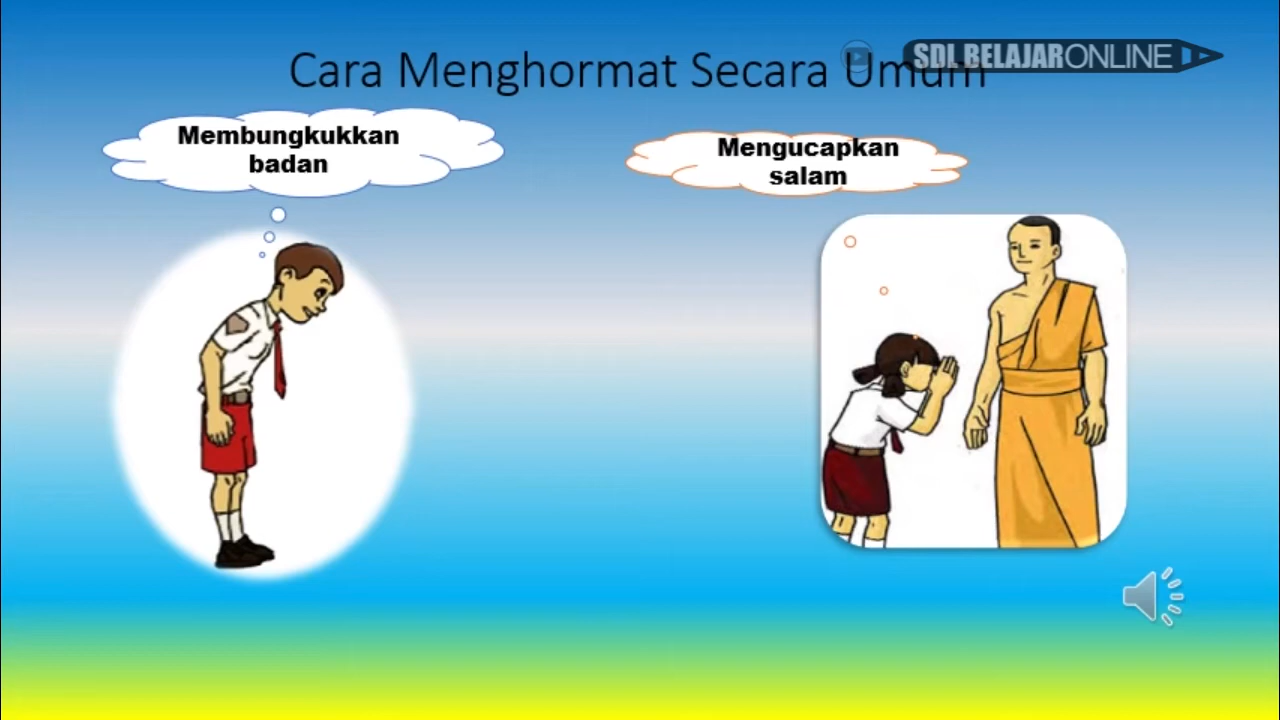 Cara Menghormat Secara Umum
SDL BELAJARONLINE
Membungkukkan
badan
Mengucapkan
salam